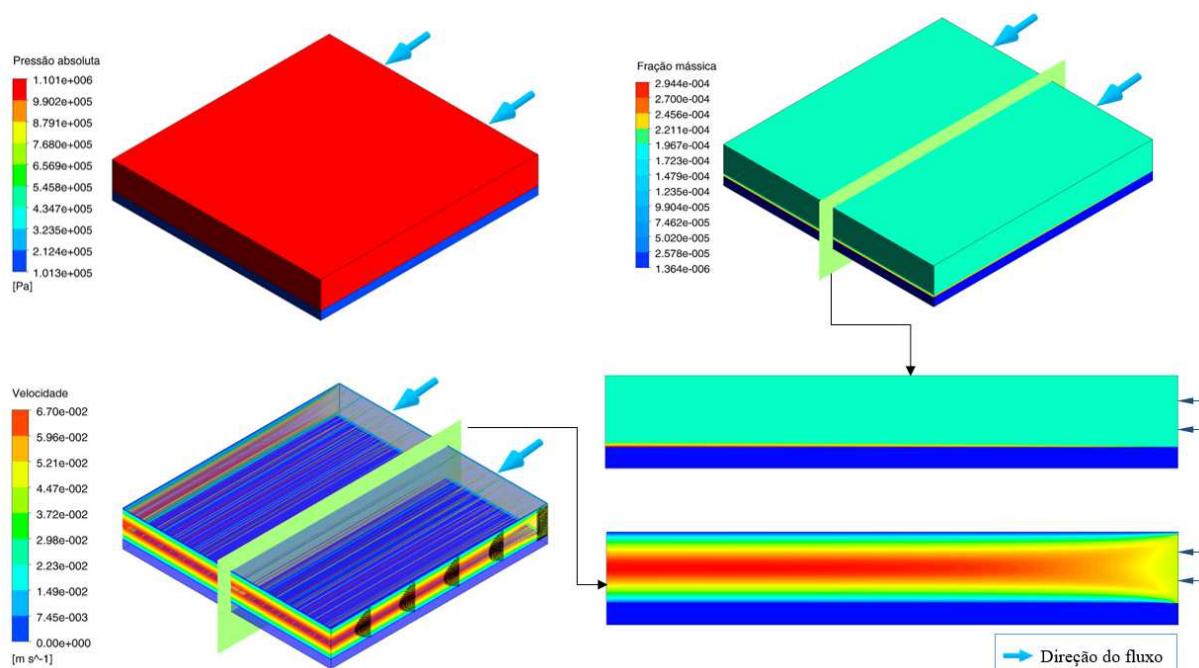 Pressão absoluta
1.101e+006
9.902e+005
8.791e+005
7.680e+005
6.569e+005
5.458e+005
4.347e+005
3.235e+005
2.124e+005
1.013e+005
[Pa]
Fração mássica
2.944e-004
2.700e-004
2.456e-004
2.211e-004
1.967e-004
1.723e-004
1.479e-004
1.235e-004
9.904e-005
7.462e-005
5.020e-005
2.578e-005
1.364e-006
Velocidade
6.70e-002
5.96e-002
5.21e-002
4.47e-002
3.72e-002
2.98e-002
2.23e-002
1.49e-002
7.45e-003
0.00e+000
[m s^-1]
Direção do fluxo